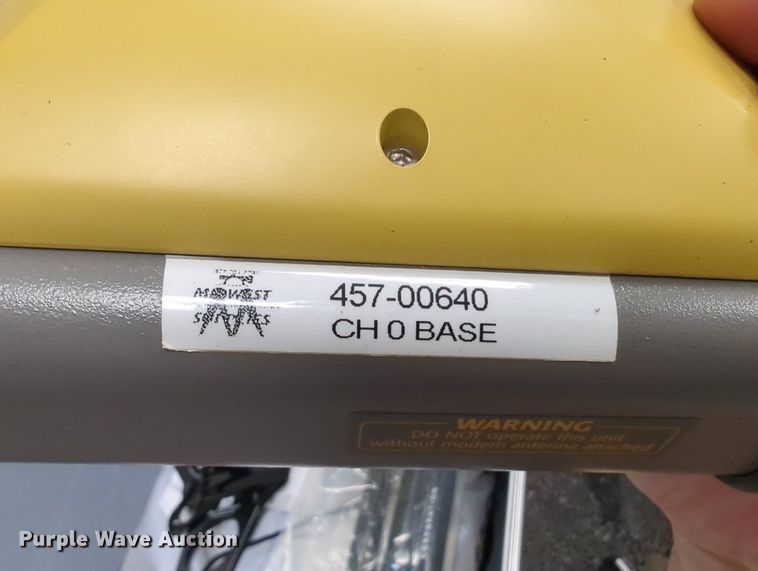 MIDWEST
457-00640
CH 0 BASE
WARNING
DO NOT operate this unit
without modem antenna attached
Purple Wave Auction